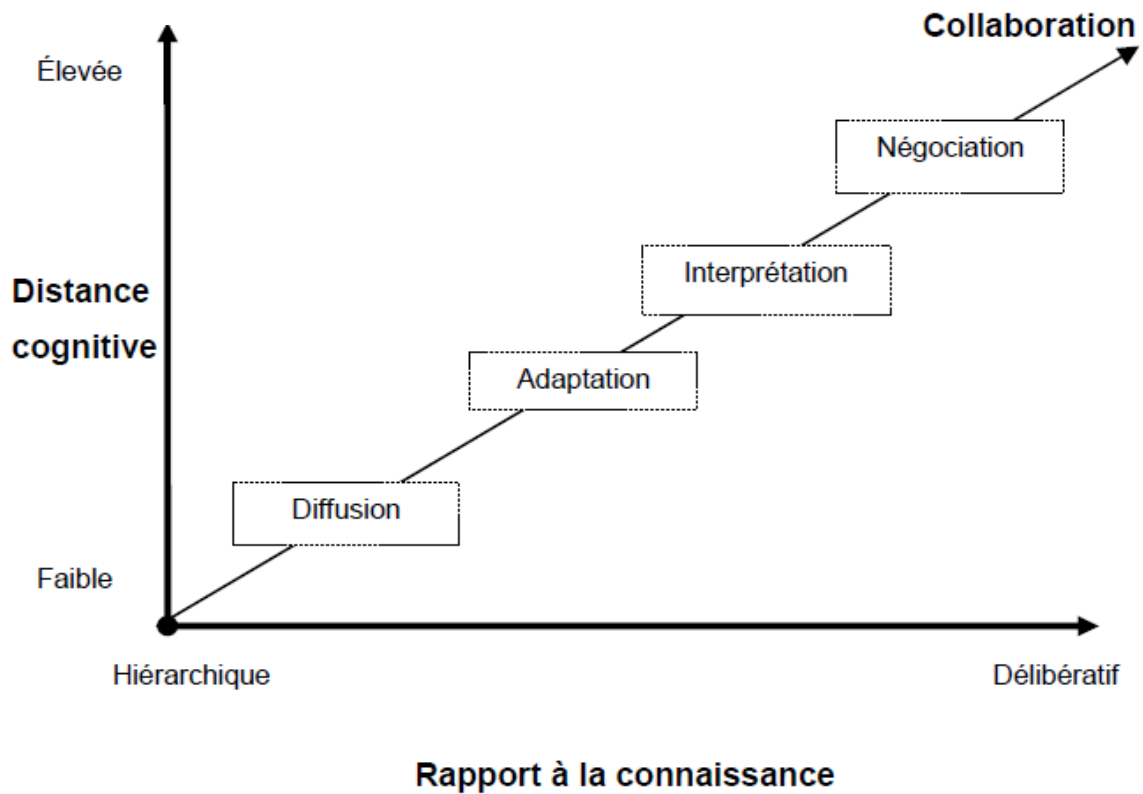 Collaboration
Élevée
Négociation
Interprétation
Distance
cognitive
Adaptation
Diffusion
Faible
Hiérarchique
Délibératif
Rapport à la connaissance